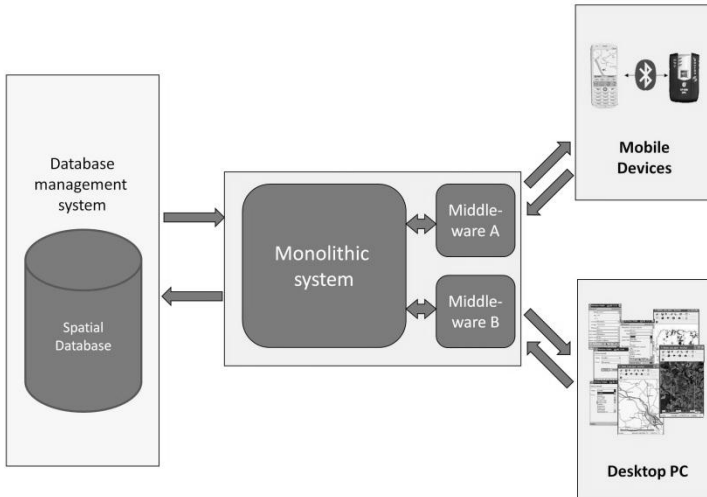 Database
management
system
Spatial
Database
Monolithic
system
Middle-
ware A
Middle-
ware B
Mobile
Devices
Desktop PC